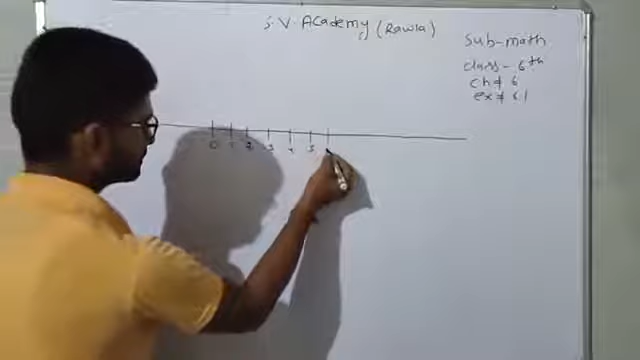 S.V. Academy (Rawla)
Sub-math
class - 6th
ch ≠ 6
ex ≠ 6.1
0 1 2 3 4 5